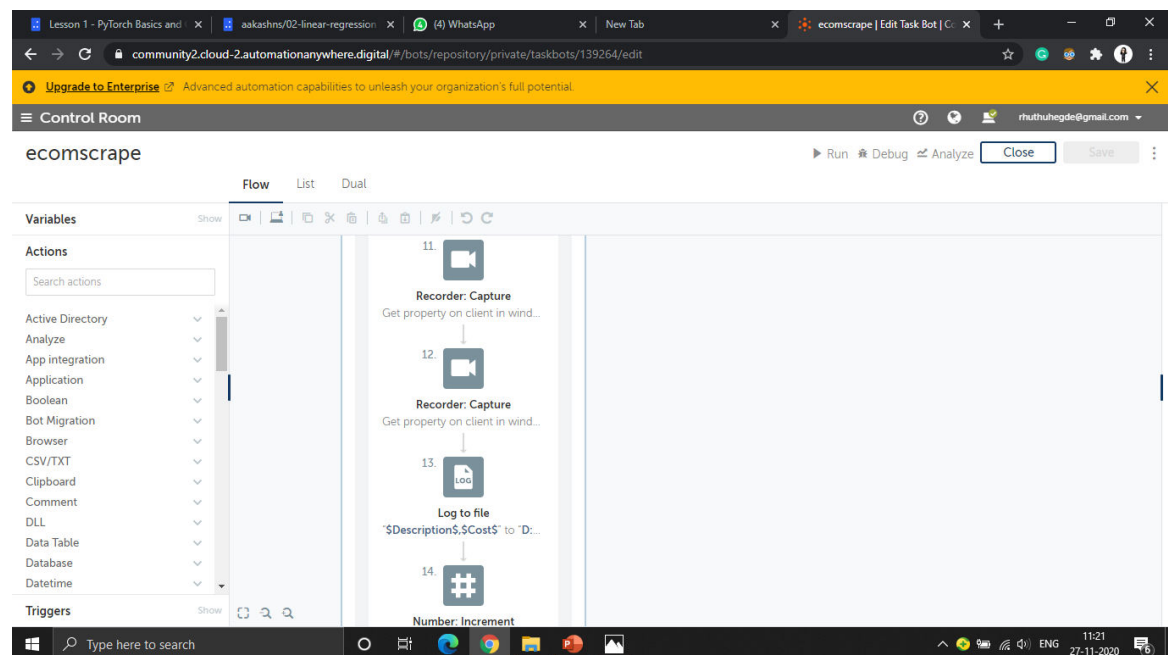 Lesson 1 - PyTorch Basics and
aakashns/02-linear-regression
(4) WhatsApp
New Tab
ecomscrape | Edit Task Bot | Co
community2.cloud-2.automationanywhere.digital/#/bots/repository/private/taskbots/139264/edit
Upgrade to Enterprise Advanced automation capabilities to unleash your organization's full potential.
Control Room
rhuthuhegde@gmail.com
ecomscrape
Run Debug Analyze Close Save
Flow List Dual
Variables Show
Actions
Search actions
Active Directory
Analyze
App integration
Application
Boolean
Bot Migration
Browser
CSV/TXT
Clipboard
Comment
DLL
Data Table
Database
Datetime
Triggers Show
11.
Recorder: Capture
Get property on client in wind...
12.
Recorder: Capture
Get property on client in wind...
13.
LOG
Log to file
"$Description$,$Cost$" to "D:...
14.
Number: Increment
Type here to search
ENG
11:21
27-11-2020
6